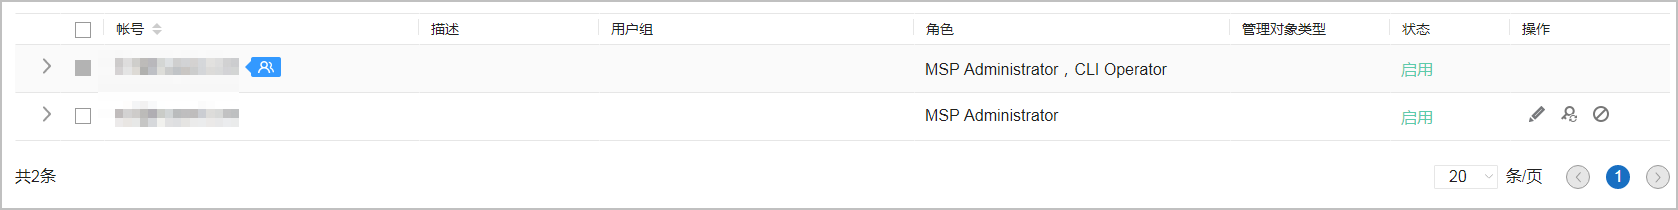 帐号 描述 用户组 角色 管理对象类型 状态 操作
MSP Administrator，CLI Operator 启用
MSP Administrator 启用
共2条 20 条/页 1